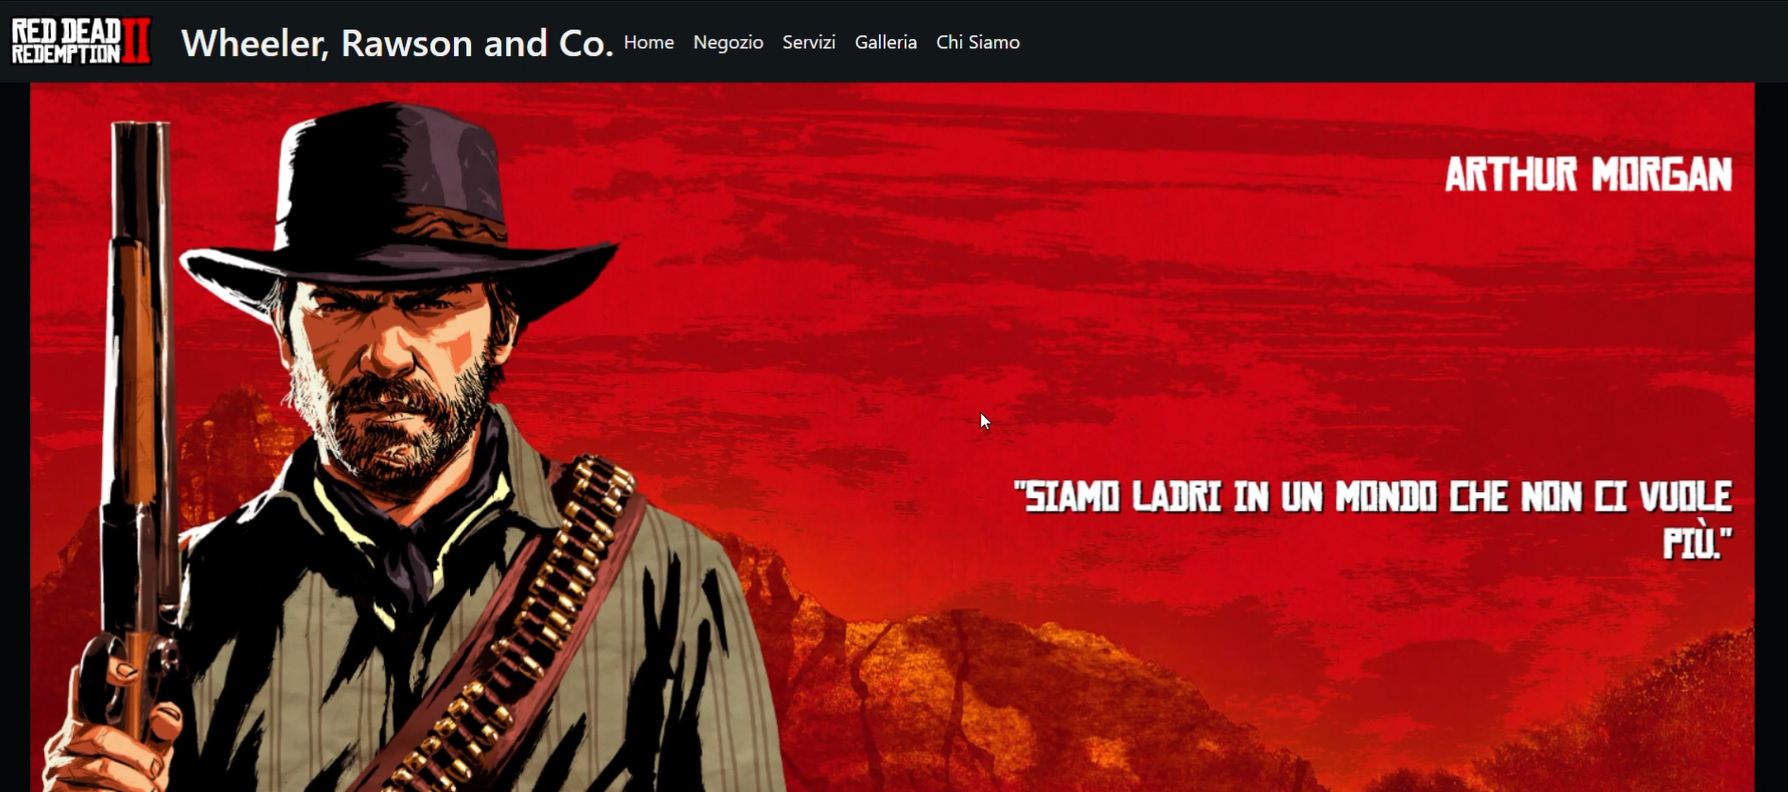 RED DEAD REDEMPTION II
Wheeler, Rawson and Co. Home Negozio Servizi Galleria Chi Siamo
ARTHUR MORGAN
"SIAMO LADRI IN UN MONDO CHE NON CI VUOLE
PIÙ."